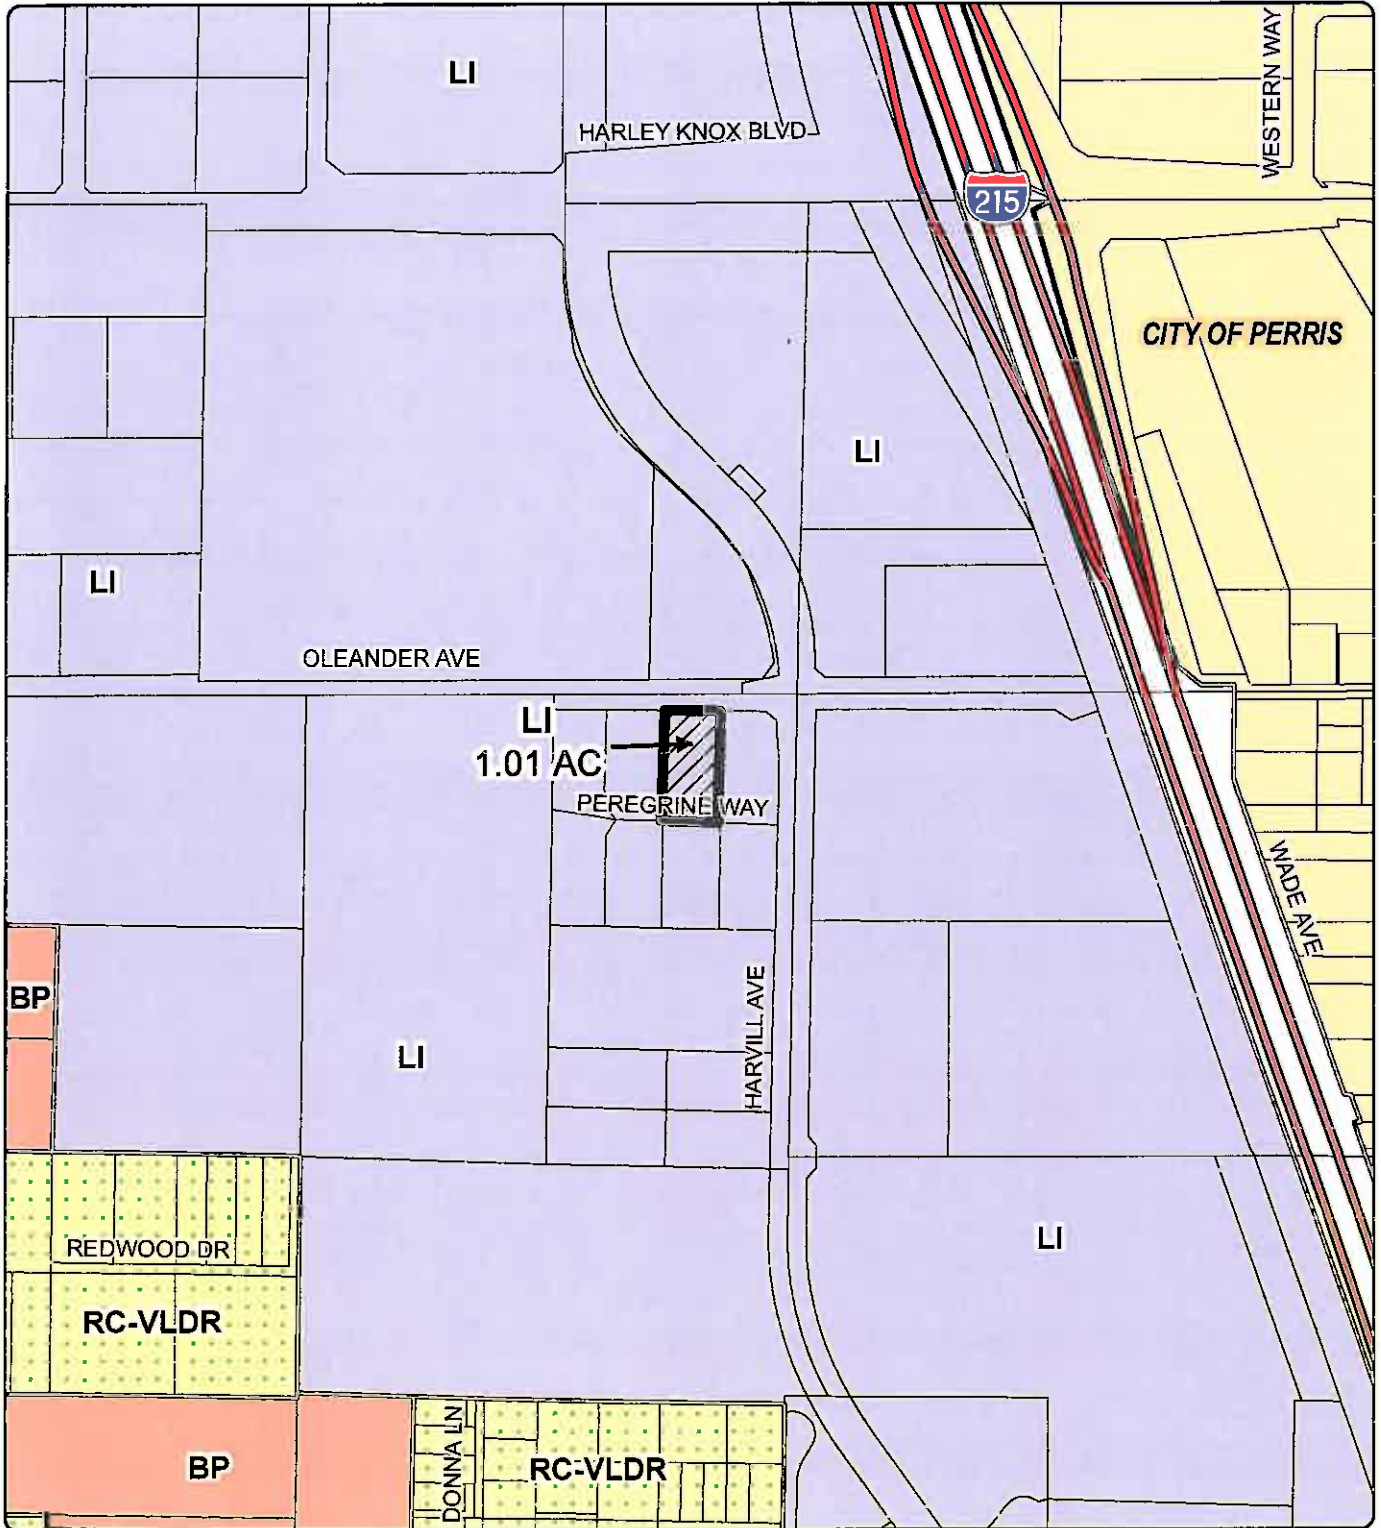 WESTERN WAY
LI
HARLEY KNOX BLVD
215
CITY OF PERRIS
LI
LI
OLEANDER AVE
LI
1.01 AC
PEREGRINE WAY
WADE AVE
BP
HARVILL AVE
LI
LI
REDWOOD DR
RC-VLDR
DONNA LN
BP
RC-VLDR